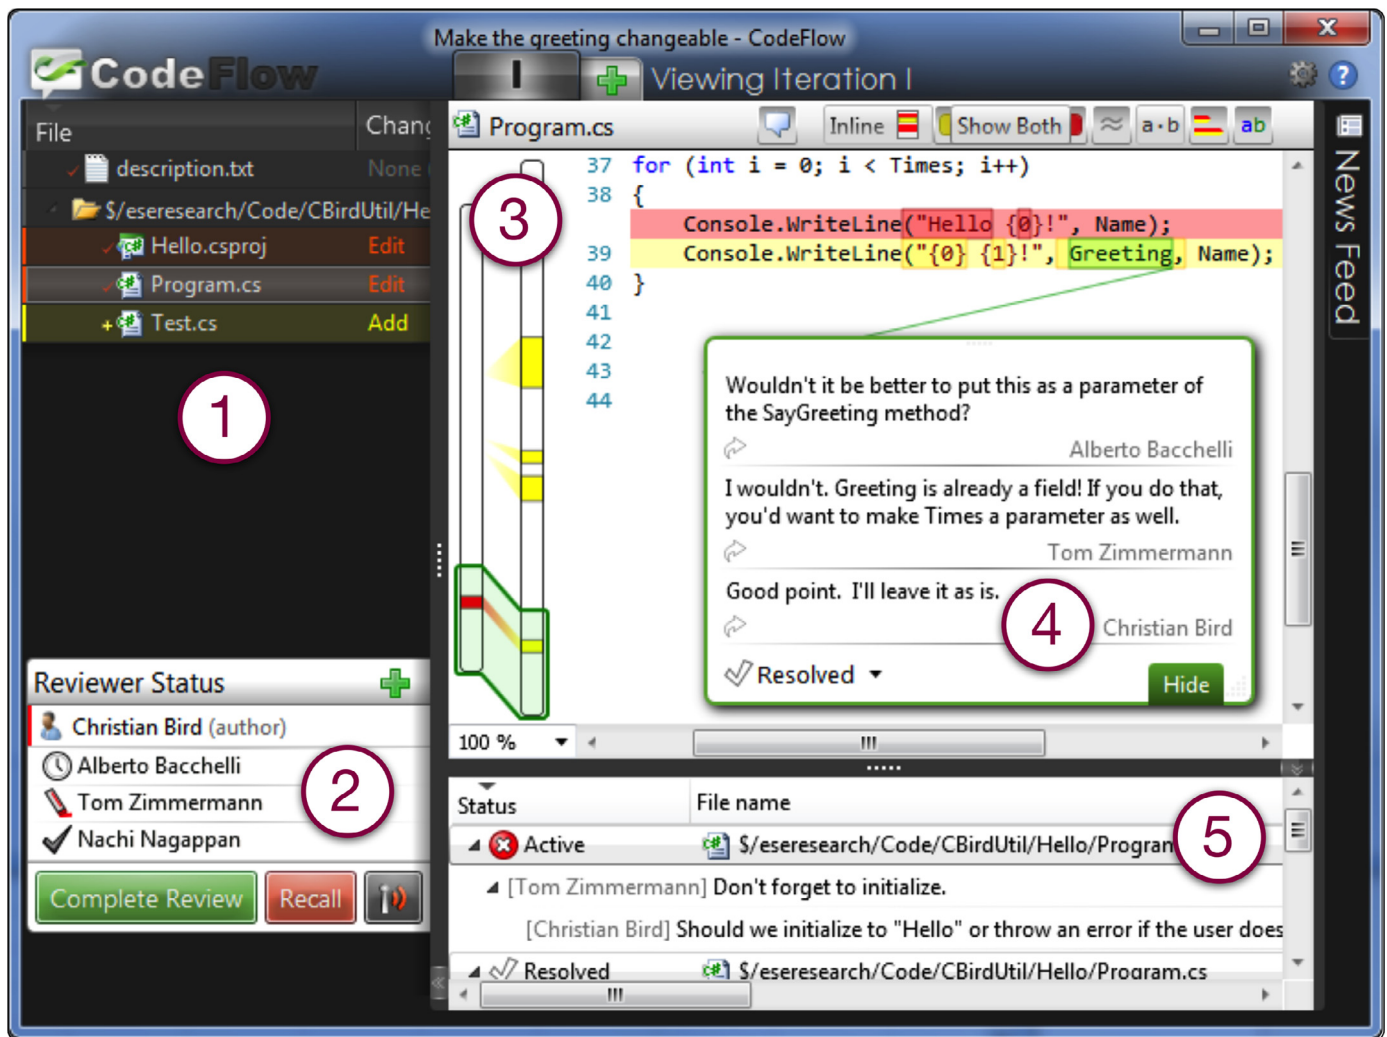 Make the greeting changeable - CodeFlow
CodeFlow
I
Viewing Iteration I
?
File
Chang
description.txt
None
$/eseresearch/Code/CBirdUtil/He
Hello.csproj
Edit
Program.cs
Edit
+ Test.cs
Add
1
Reviewer Status
Christian Bird (author)
Alberto Bacchelli
Tom Zimmermann
Nachi Nagappan
2
Complete Review
Recall
Program.cs
Inline
Show Both
≈
a·b
ab
3
37 for (int i = 0; i < Times; i++)
38 {
Console.WriteLine("Hello {0}!", Name);
39 Console.WriteLine("{0} {1}!", Greeting, Name);
40 }
41
42
43
44
Wouldn't it be better to put this as a parameter of
the SayGreeting method?
Alberto Bacchelli
I wouldn't. Greeting is already a field! If you do that,
you'd want to make Times a parameter as well.
Tom Zimmermann
Good point. I'll leave it as is.
4
Christian Bird
Resolved
Hide
100 %
Status
File name
5
Active
$/eseresearch/Code/CBirdUtil/Hello/Program
[Tom Zimmermann] Don't forget to initialize.
[Christian Bird] Should we initialize to "Hello" or throw an error if the user does
Resolved
$/eseresearch/Code/CBirdUtil/Hello/Program.cs
News Feed